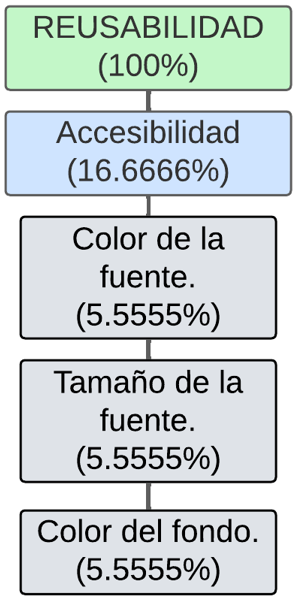 REUSABILIDAD
(100%)
Accesibilidad
(16.6666%)
Color de la
fuente.
(5.5555%)
Tamaño de la
fuente.
(5.5555%)
Color del fondo.
(5.5555%)